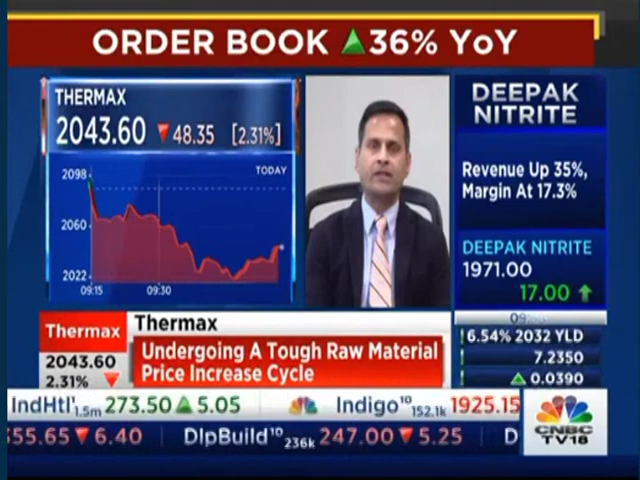 ORDER BOOK ▲36% YoY
THERMAX
2043.60 ▼48.35 [2.31%]
TODAY
2098
2060
2022
09:15 09:30
DEEPAK
NITRITE
Revenue Up 35%,
Margin At 17.3%
DEEPAK NITRITE
1971.00
17.00
6.54% 2032 YLD
7.2350
▲ 0.0390
Thermax
2043.60
2.31% ▼
Thermax
Undergoing A Tough Raw Material
Price Increase Cycle
IndHtl 1.5m 273.50 ▲ 5.05 Indigo 10 152.1k 1925.15
55.65 ▼ 6.40 DlpBuild 10 236k 247.00 ▼ 5.25 D
CNBC
TV18